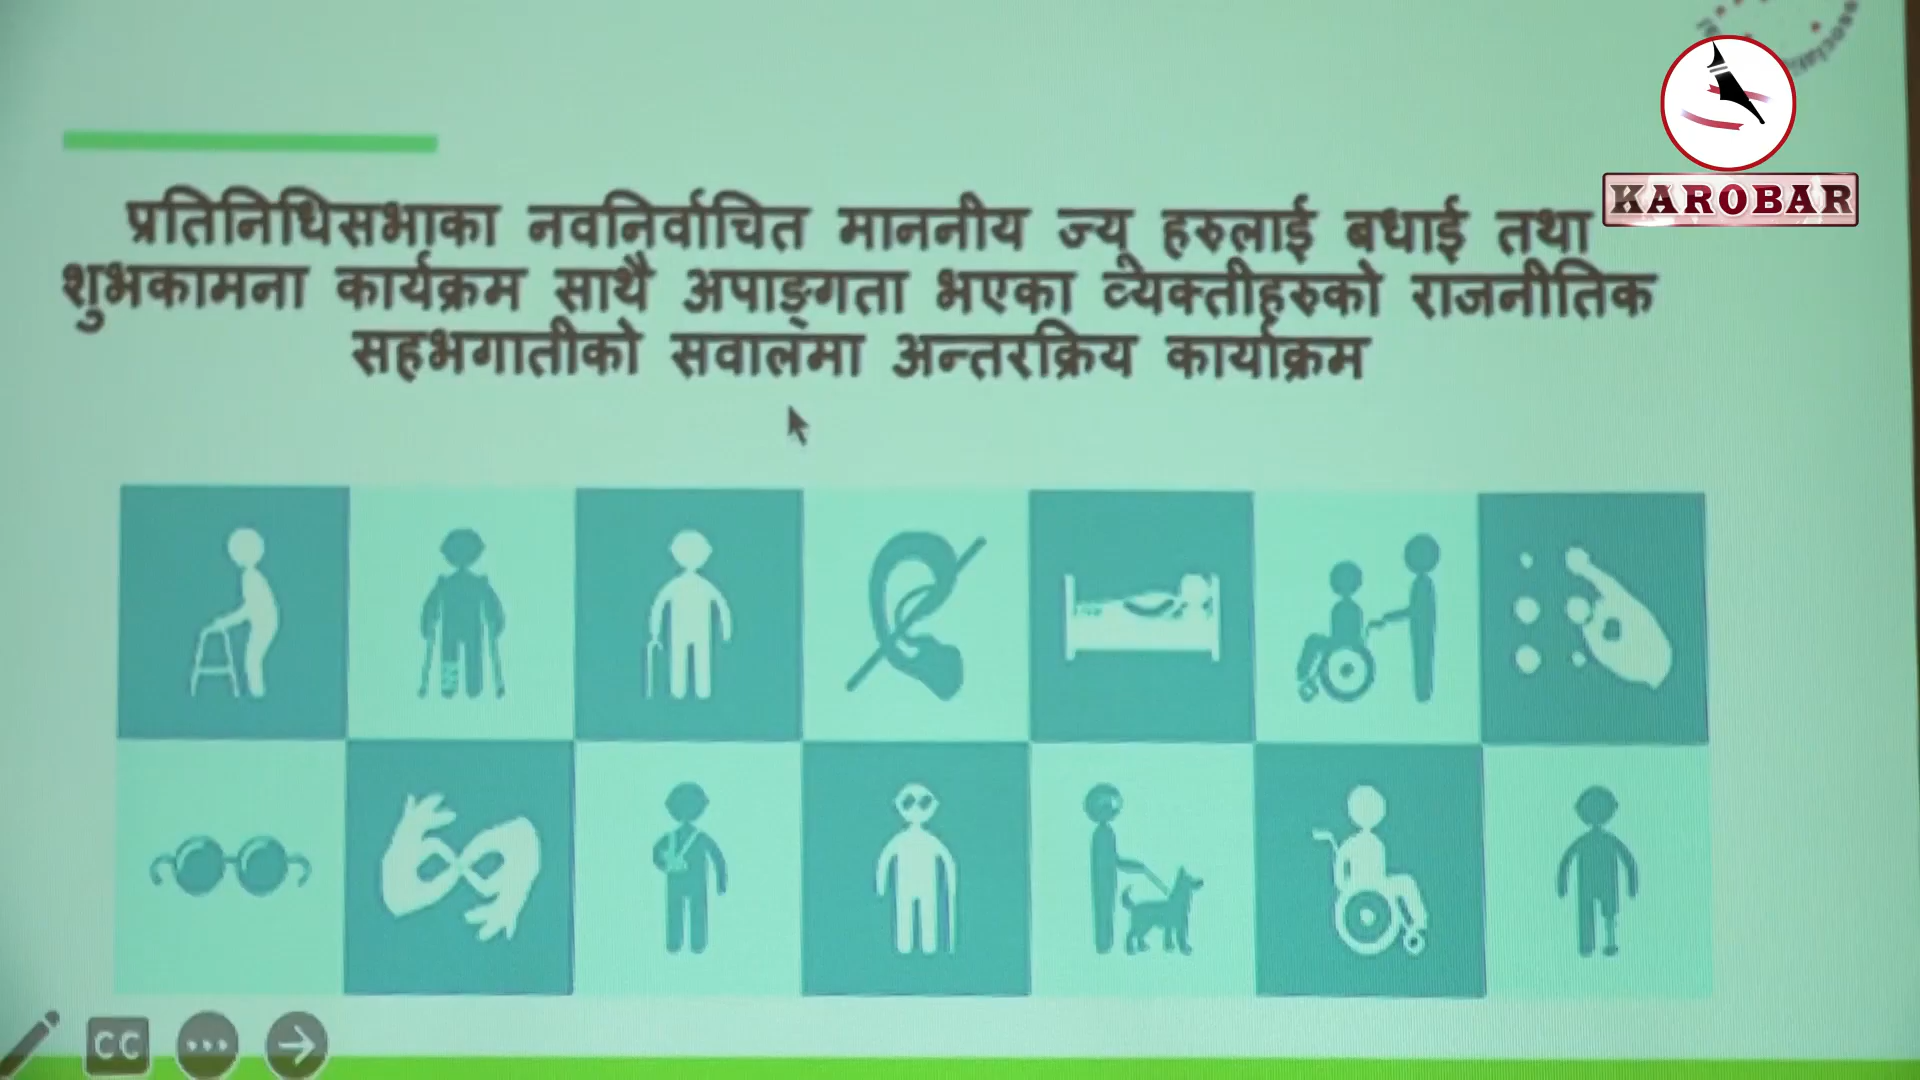 KAROBAR
प्रतिनिधिसभाका नवनिर्वाचित माननीय ज्यू हरुलाई बधाई तथा
शुभकामना कार्यक्रम साथै अपाङ्गता भएका व्यक्तीहरुको राजनीतिक
सहभगातीको सवालमा अन्तरक्रिय कार्याक्रम
CC